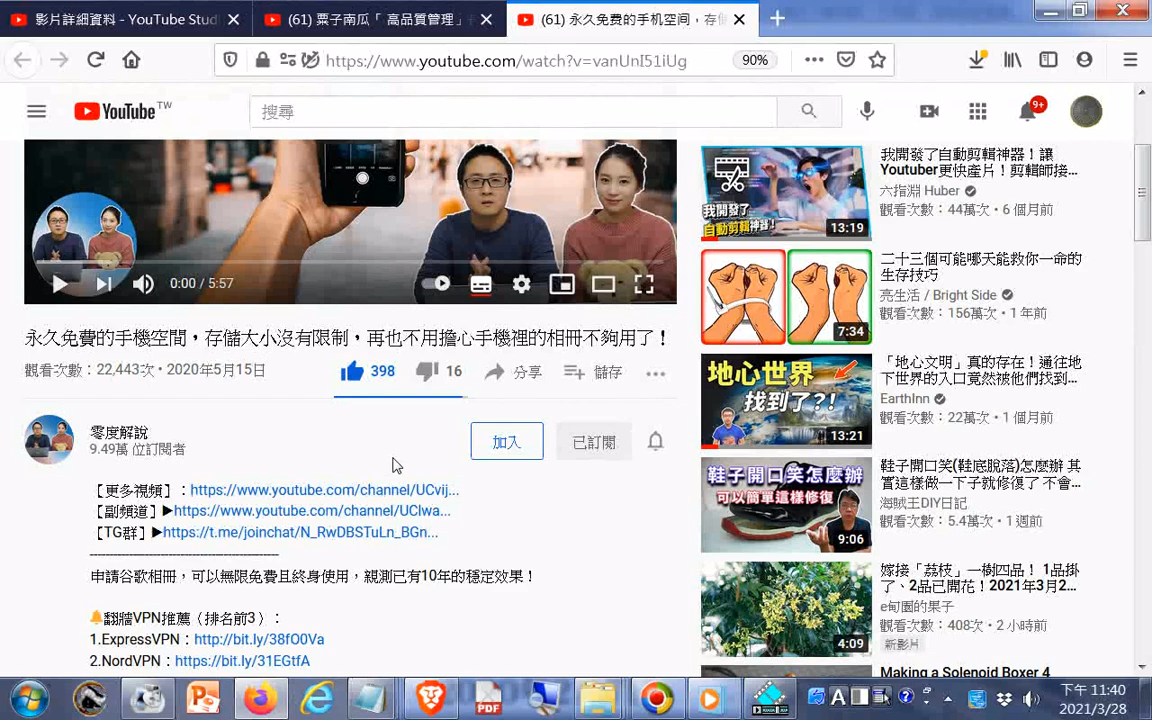 影片詳細資料 - YouTube Stud
(61) 栗子南瓜「 高品質管理」
(61) 永久免费的手机空间，存储
https://www.youtube.com/watch?v=vanUnI51iUg
90%
YouTube TW
搜尋
9+
0:00 / 5:57
永久免費的手機空間，存儲大小沒有限制，再也不用擔心手機裡的相冊不夠用了！
觀看次數：22,443次 • 2020年5月15日
398
16
分享
儲存
零度解說
9.49萬 位訂閱者
加入
已訂閱
【更多視頻】：https://www.youtube.com/channel/UCvij...
【副頻道】▶https://www.youtube.com/channel/UClwa...
【TG群】▶https://t.me/joinchat/N_RwDBSTuLn_BGn...
申請谷歌相冊，可以無限免費且終身使用，親測已有10年的穩定效果！
翻牆VPN推薦（排名前3）：
1.ExpressVPN：http://bit.ly/38fO0Va
2.NordVPN：https://bit.ly/31EGtfA
我開發了
自動剪輯神器！
13:19
我開發了自動剪輯神器！讓
Youtuber更快產片！剪輯師接...
六指淵 Huber
觀看次數：44萬次 • 6 個月前
7:34
二十三個可能哪天能救你一命的
生存技巧
亮生活 / Bright Side
觀看次數：156萬次 • 1 年前
地心世界
找到了?!
13:21
「地心文明」真的存在！通往地
下世界的入口竟然被他們找到...
EarthInn
觀看次數：22萬次 • 1 個月前
鞋子開口笑怎麼辦
可以簡單這樣修復
9:06
鞋子開口笑(鞋底脫落)怎麼辦 其
實這樣做一下子就修復了 不會...
海賊王DIY日記
觀看次數：5.4萬次 • 1 週前
4:09
嫁接「荔枝」一樹四品！ 1品掛
了、2品已開花！2021年3月2...
e甸園的果子
觀看次數：408次 • 2 小時前
新影片
Making a Solenoid Boxer 4
PDF
A
下午 11:40
2021/3/28